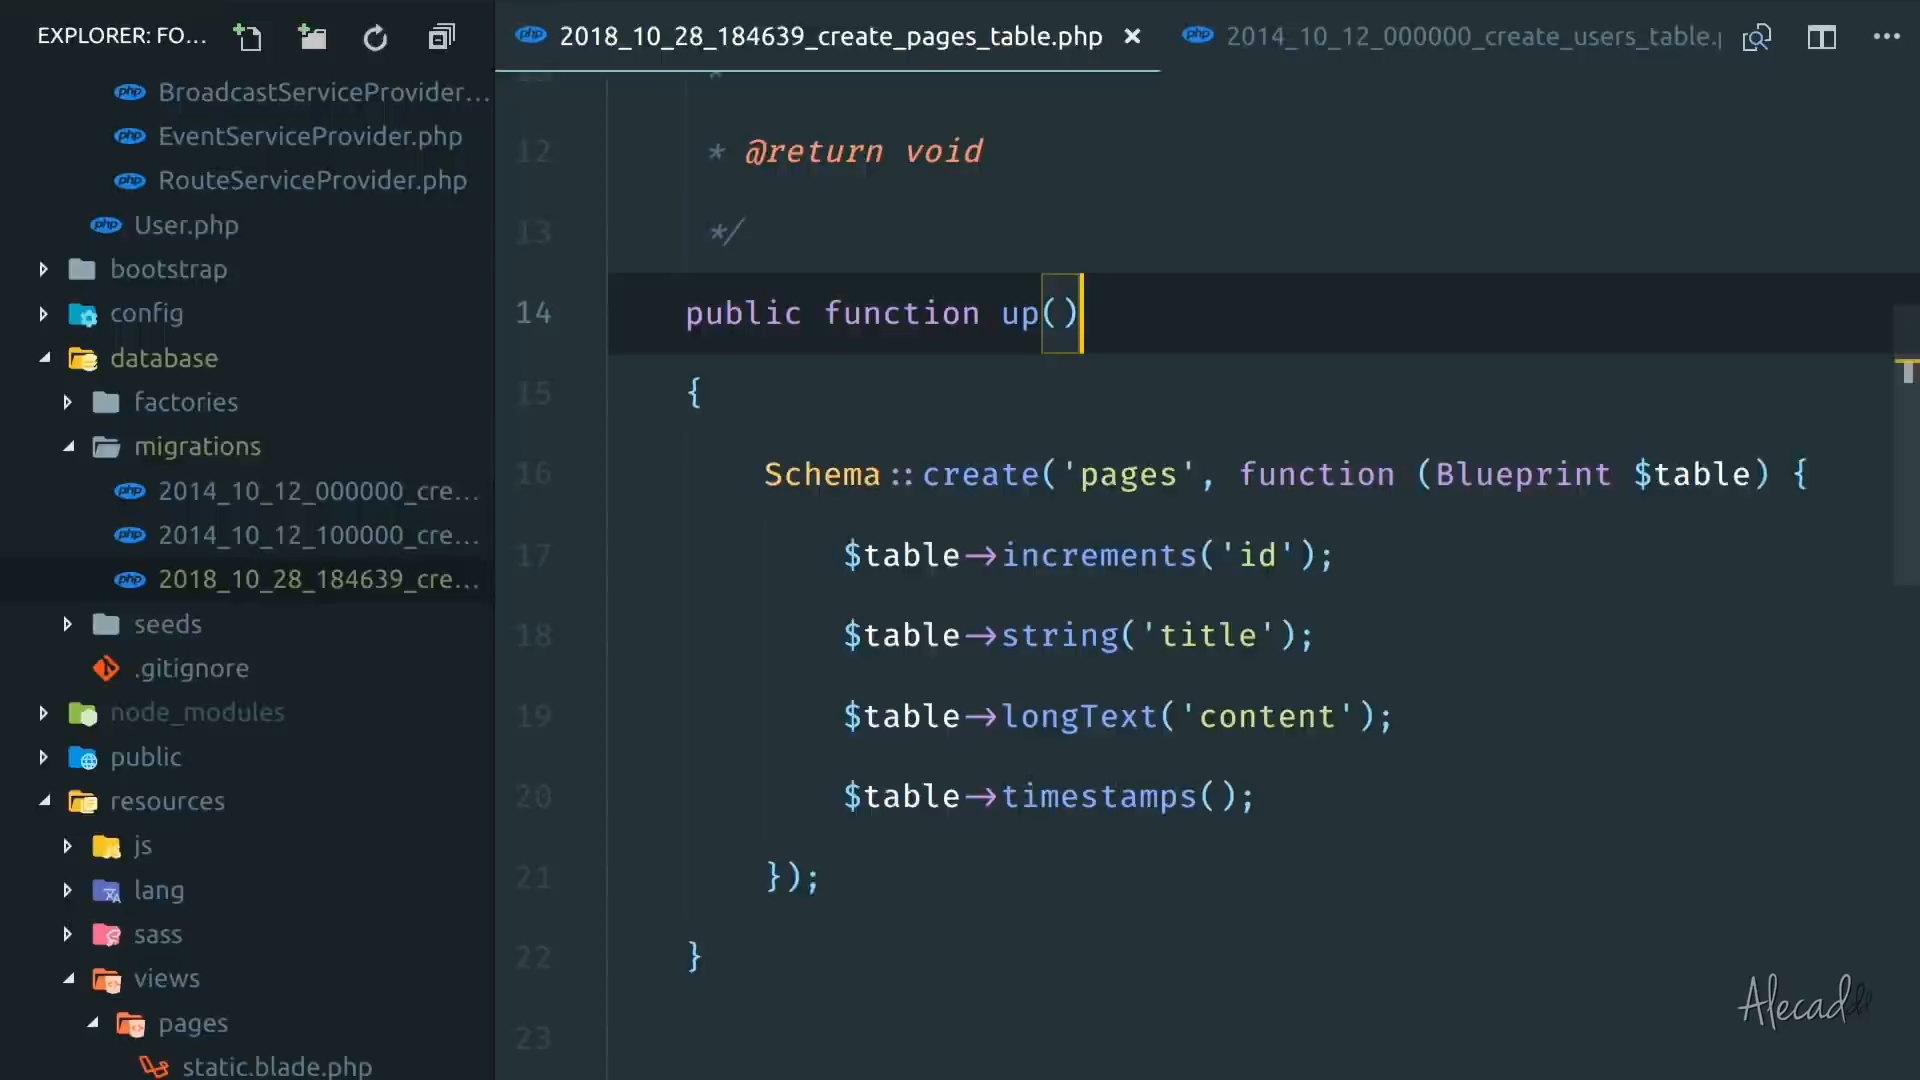 EXPLORER: FO...
BroadcastServiceProvider...
EventServiceProvider.php
RouteServiceProvider.php
User.php
bootstrap
config
database
factories
migrations
2014_10_12_000000_cre...
2014_10_12_100000_cre...
2018_10_28_184639_cre...
seeds
.gitignore
node_modules
public
resources
js
lang
sass
views
pages
static.blade.php
2018_10_28_184639_create_pages_table.php
2014_10_12_000000_create_users_table.
12 * @return void
13 */
14 public function up()
15 {
16 Schema::create('pages', function (Blueprint $table) {
17 $table->increments('id');
18 $table->string('title');
19 $table->longText('content');
20 $table->timestamps();
21 });
22 }
23
Alecaddd